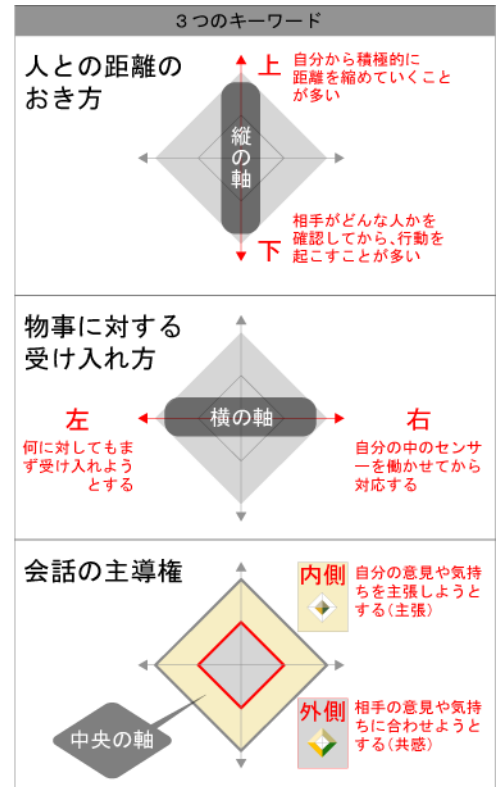 3つのキーワード
人との距離の
おき方
上
自分から積極的に
距離を縮めていくこと
が多い
縦の軸
下
相手がどんな人かを
確認してから、行動を
起こすことが多い
物事に対する
受け入れ方
左
何に対してもま
ず受け入れよう
とする
横の軸
右
自分の中のセンサ
ーを働かせてから
対応する
会話の主導権
内側
自分の意見や気持
ちを主張しようと
する(主張)
外側
相手の意見や気持
ちに合わせようと
する(共感)
中央の軸